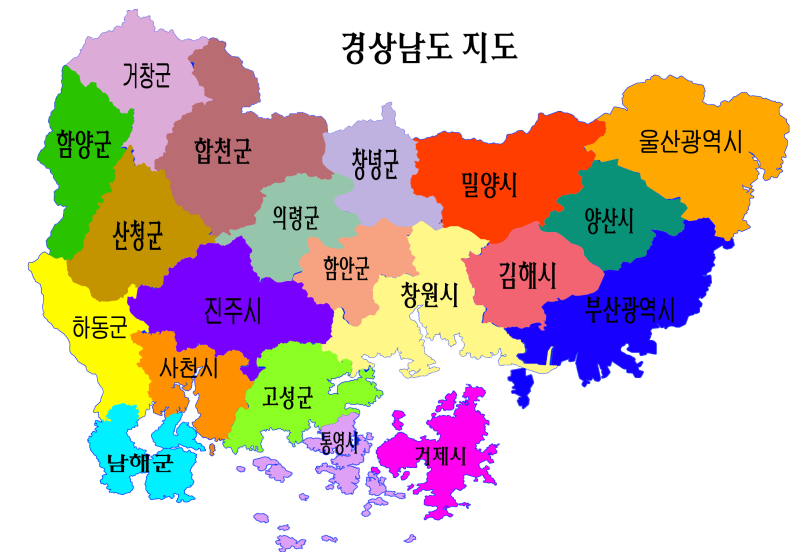 경상남도 지도
거창군
함양군
합천군
창녕군
밀양시
울산광역시
산청군
의령군
양산시
함안군
김해시
창원시
진주시
부산광역시
하동군
사천시
고성군
통영시
거제시
남해군